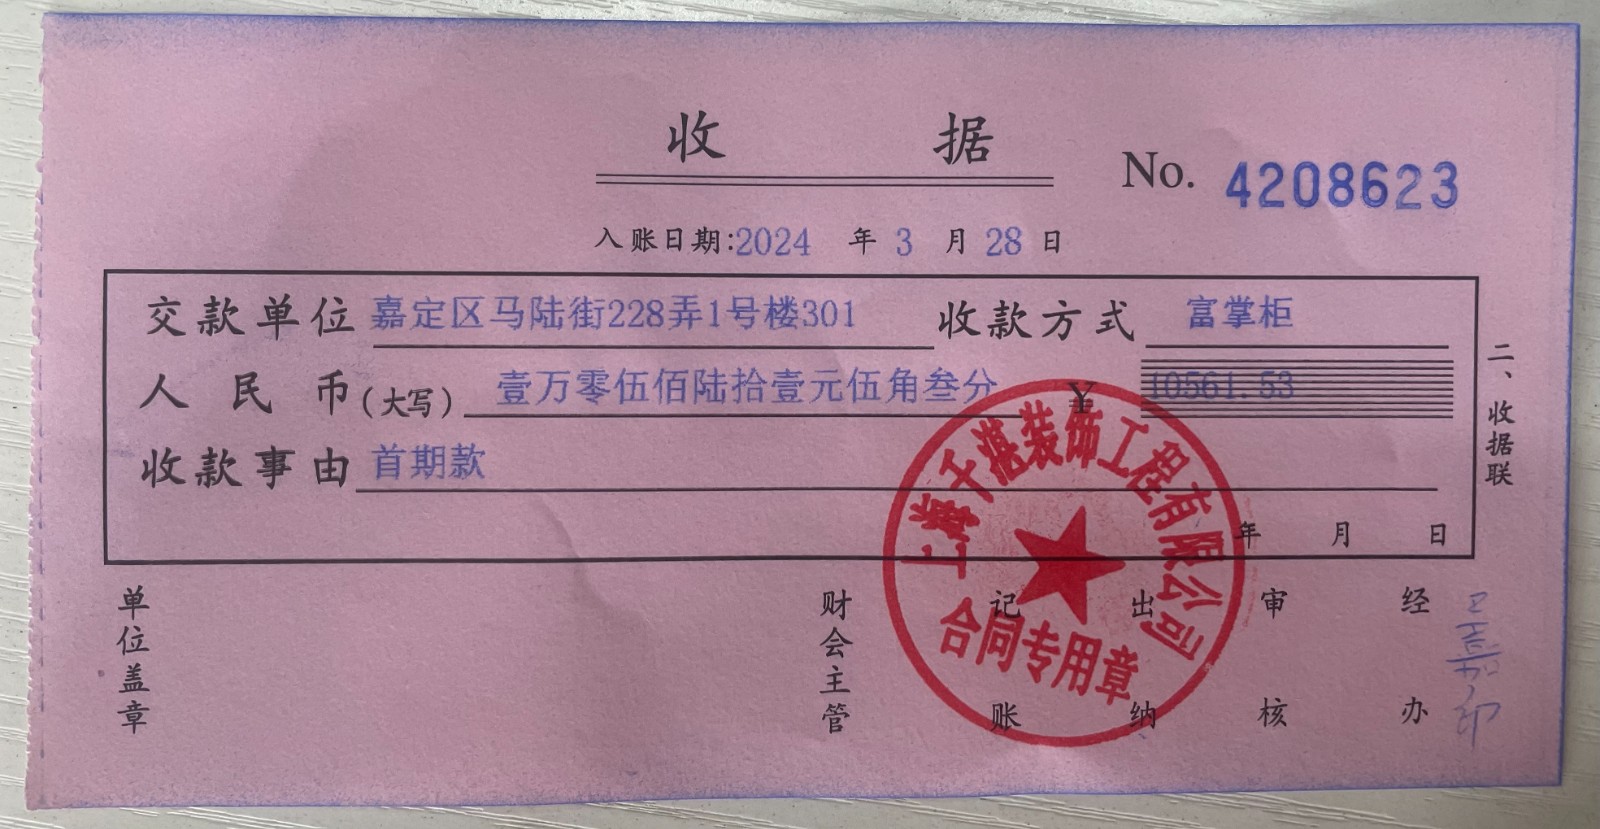 收 据
No. 4208623
入账日期:2024 年 3 月 28 日
交款单位 嘉定区马陆街228弄1号楼301 收款方式 富掌柜
人民币(大写) 壹万零伍佰陆拾壹元伍角叁分 ¥ 10561.53
收款事由 首期款
年 月 日
二、收据联
上海千湛装饰工程有限公司
合同专用章
单位盖章 财会主管 记账 出纳 审核 经办